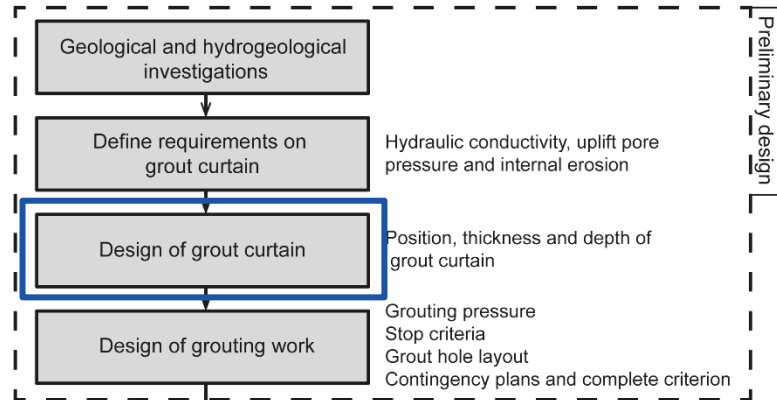 Geological and hydrogeological
investigations
Preliminary design
Define requirements on
grout curtain
Hydraulic conductivity, uplift pore
pressure and internal erosion
Design of grout curtain
Position, thickness and depth of
grout curtain
Design of grouting work
Grouting pressure
Stop criteria
Grout hole layout
Contingency plans and complete criterion